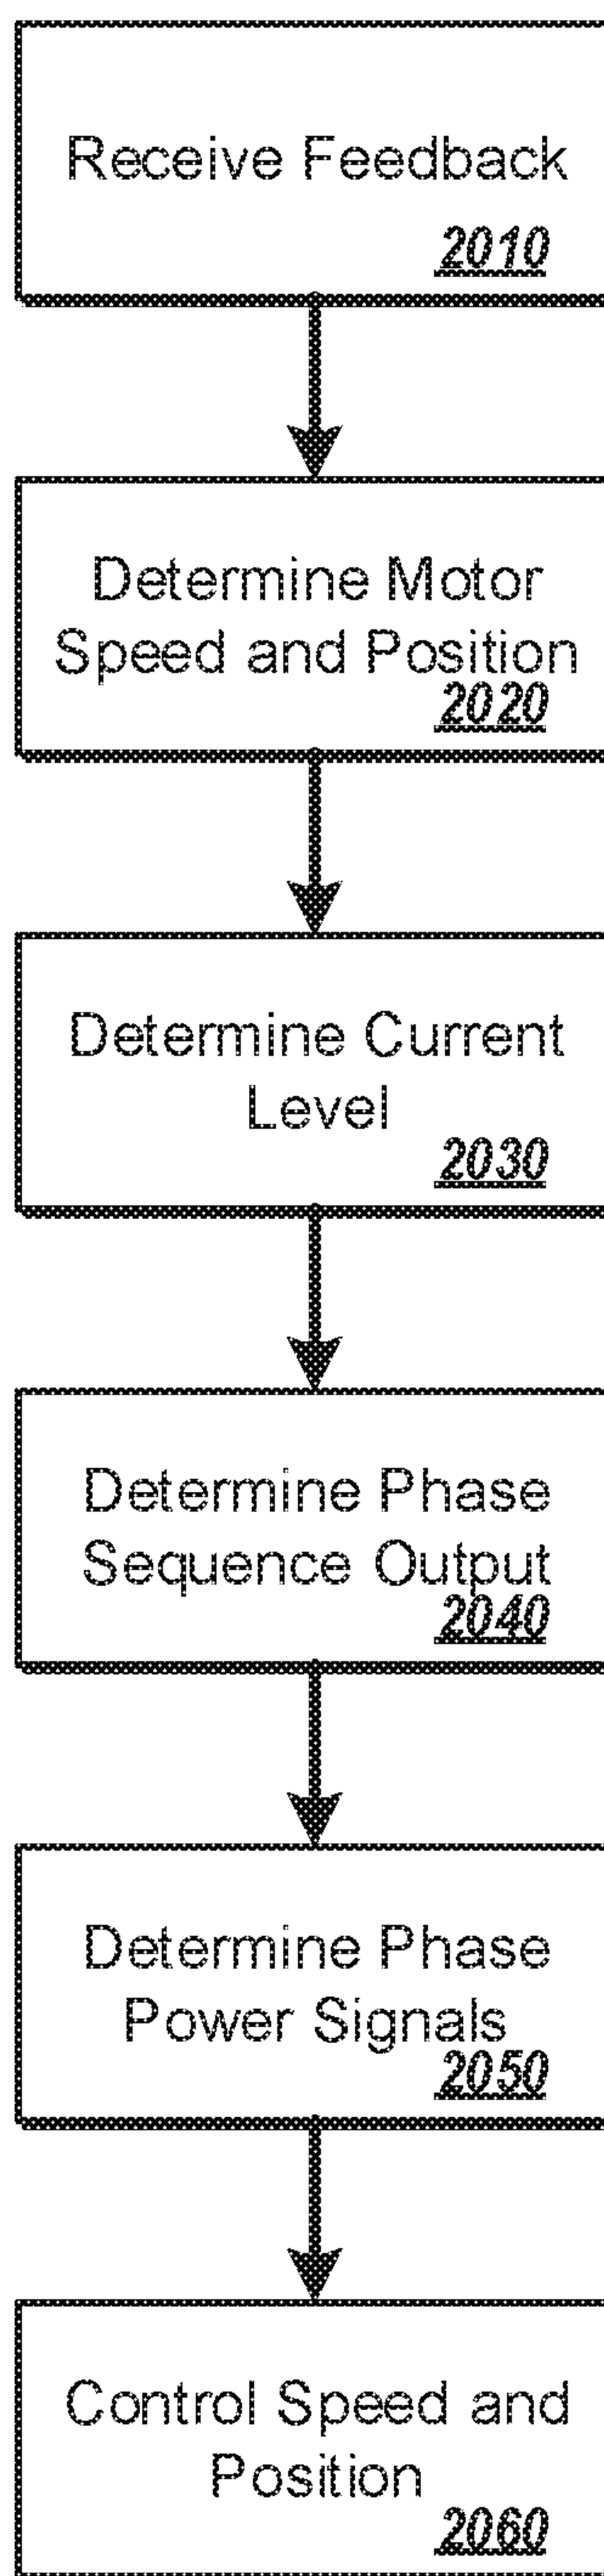 Receive Feedback
2010
Determine Motor
Speed and Position
2020
Determine Current
Level
2030
Determine Phase
Sequence Output
2040
Determine Phase
Power Signals
2050
Control Speed and
Position
2060